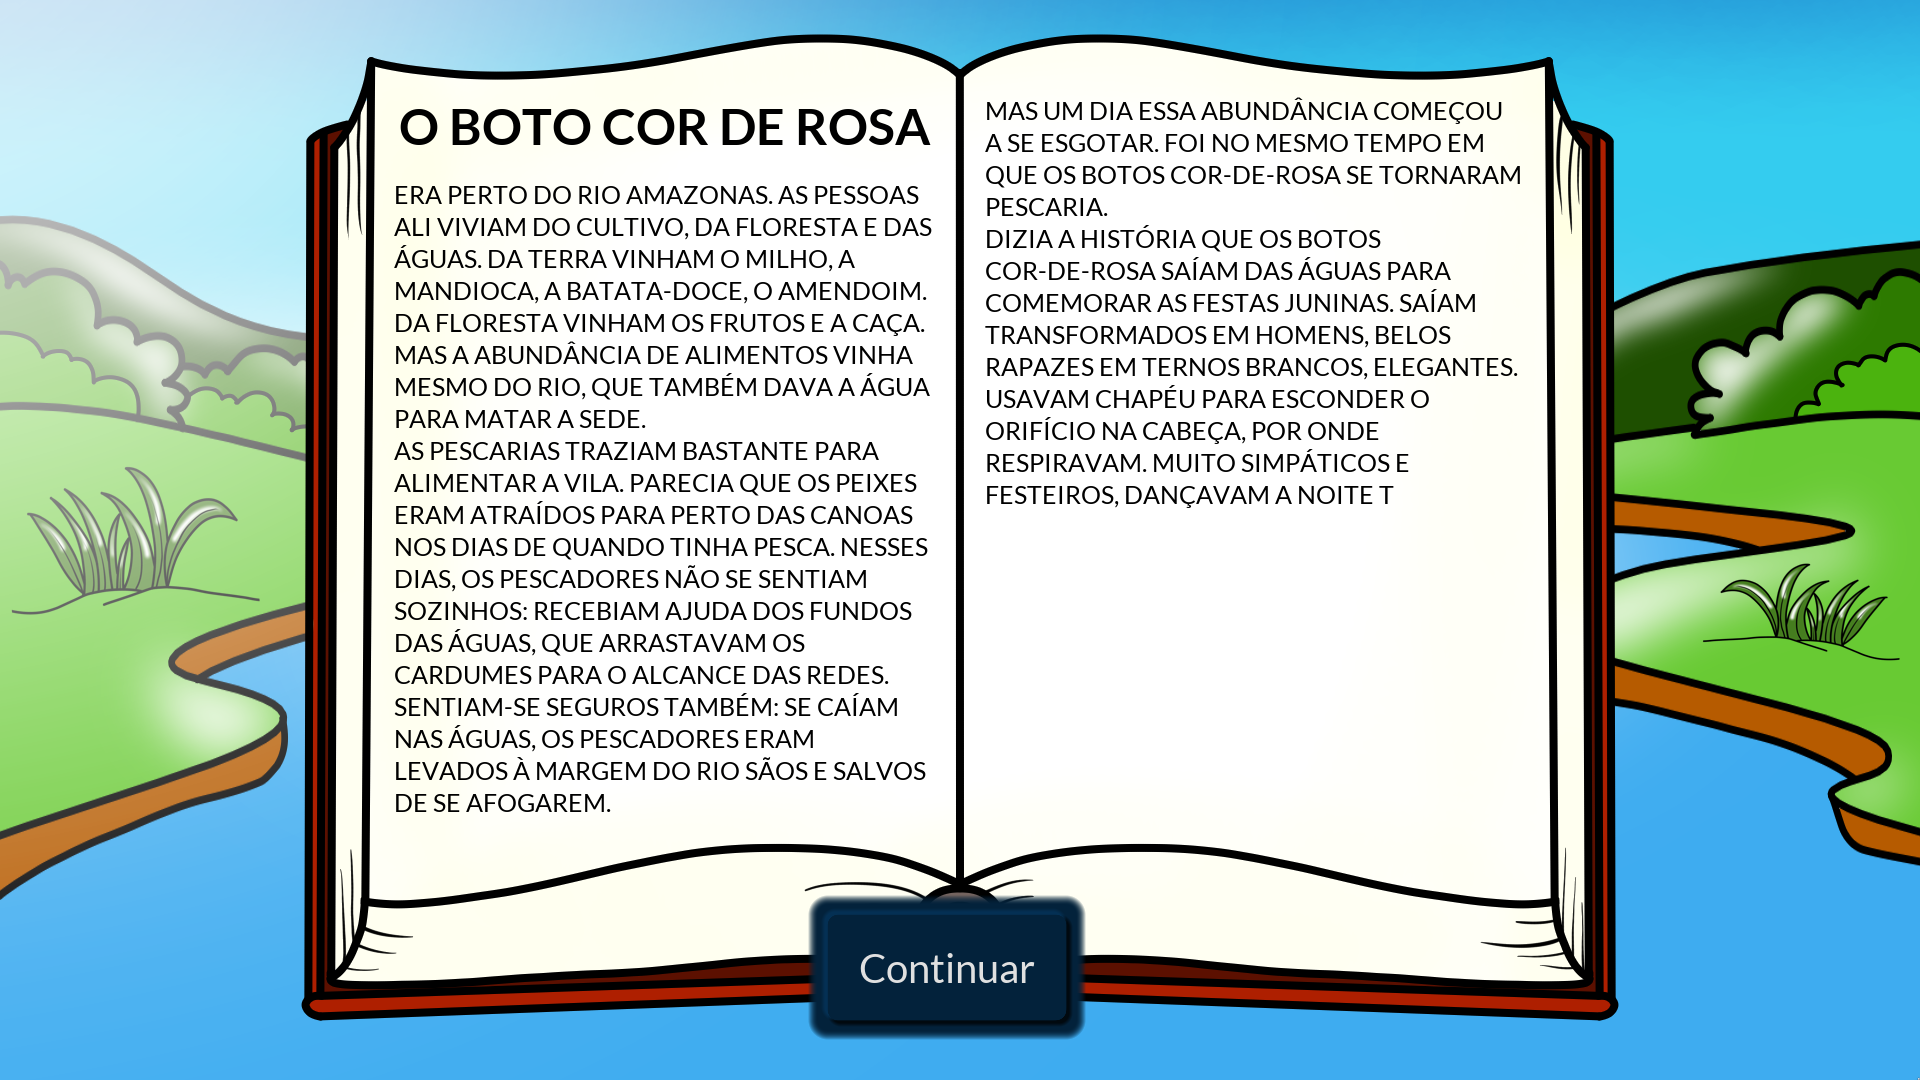 O BOTO COR DE ROSA
ERA PERTO DO RIO AMAZONAS. AS PESSOAS
ALI VIVIAM DO CULTIVO, DA FLORESTA E DAS
ÁGUAS. DA TERRA VINHAM O MILHO, A
MANDIOCA, A BATATA-DOCE, O AMENDOIM.
DA FLORESTA VINHAM OS FRUTOS E A CAÇA.
MAS A ABUNDÂNCIA DE ALIMENTOS VINHA
MESMO DO RIO, QUE TAMBÉM DAVA A ÁGUA
PARA MATAR A SEDE.
AS PESCARIAS TRAZIAM BASTANTE PARA
ALIMENTAR A VILA. PARECIA QUE OS PEIXES
ERAM ATRAÍDOS PARA PERTO DAS CANOAS
NOS DIAS DE QUANDO TINHA PESCA. NESSES
DIAS, OS PESCADORES NÃO SE SENTIAM
SOZINHOS: RECEBIAM AJUDA DOS FUNDOS
DAS ÁGUAS, QUE ARRASTAVAM OS
CARDUMES PARA O ALCANCE DAS REDES.
SENTIAM-SE SEGUROS TAMBÉM: SE CAÍAM
NAS ÁGUAS, OS PESCADORES ERAM
LEVADOS À MARGEM DO RIO SÃOS E SALVOS
DE SE AFOGAREM.
MAS UM DIA ESSA ABUNDÂNCIA COMEÇOU
A SE ESGOTAR. FOI NO MESMO TEMPO EM
QUE OS BOTOS COR-DE-ROSA SE TORNARAM
PESCARIA.
DIZIA A HISTÓRIA QUE OS BOTOS
COR-DE-ROSA SAÍAM DAS ÁGUAS PARA
COMEMORAR AS FESTAS JUNINAS. SAÍAM
TRANSFORMADOS EM HOMENS, BELOS
RAPAZES EM TERNOS BRANCOS, ELEGANTES.
USAVAM CHAPÉU PARA ESCONDER O
ORIFÍCIO NA CABEÇA, POR ONDE
RESPIRAVAM. MUITO SIMPÁTICOS E
FESTEIROS, DANÇAVAM A NOITE T
Continuar